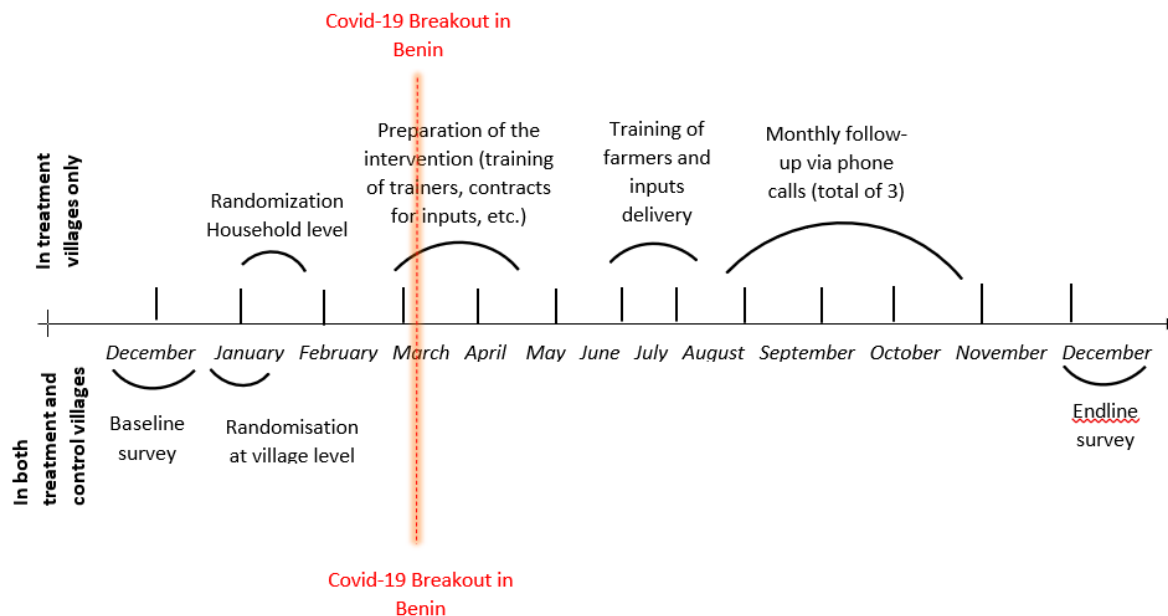 Covid-19 Breakout in
Benin
In treatment
villages only
Randomization
Household level
Preparation of the
intervention (training
of trainers, contracts
for inputs, etc.)
Training of
farmers and
inputs
delivery
Monthly follow-
up via phone
calls (total of 3)
December January February March April May June July August September October November December
In both
treatment and
control villages
Baseline
survey
Randomisation
at village level
Endline
survey
Covid-19 Breakout in
Benin